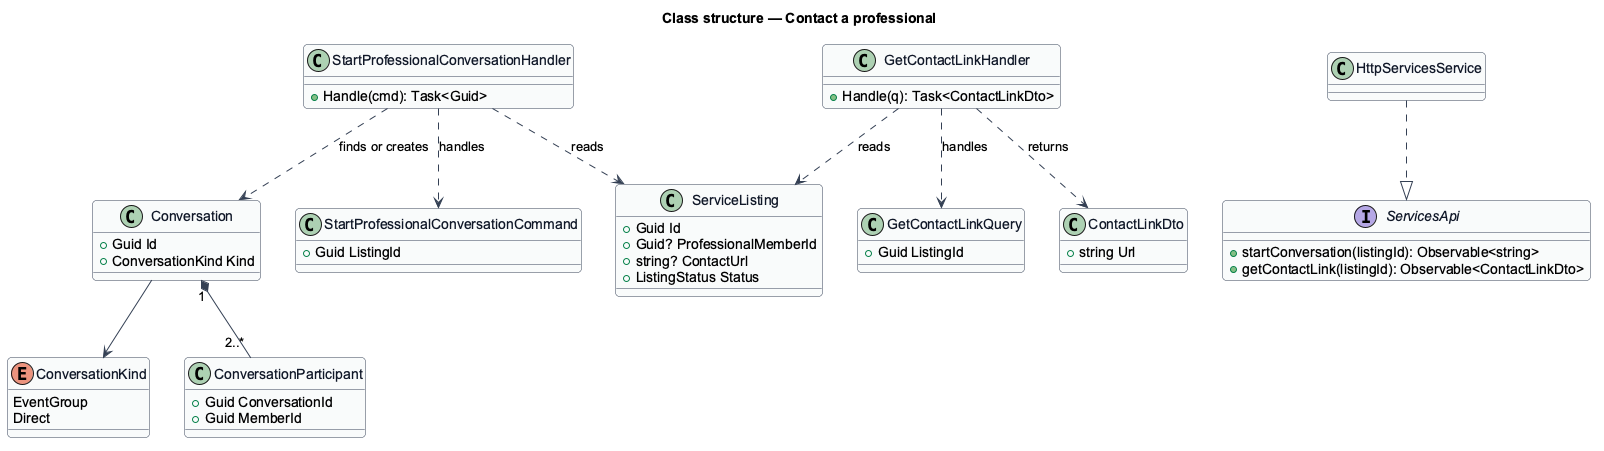 Class structure — Contact a professional
C StartProfessionalConversationHandler
Handle(cmd): Task<Guid>
C GetContactLinkHandler
Handle(q): Task<ContactLinkDto>
C HttpServicesService
finds or creates
handles
reads
reads
handles
returns
C Conversation
Guid Id
ConversationKind Kind
C StartProfessionalConversationCommand
Guid ListingId
C ServiceListing
Guid Id
Guid? ProfessionalMemberId
string? ContactUrl
ListingStatus Status
C GetContactLinkQuery
Guid ListingId
C ContactLinkDto
string Url
I ServicesApi
startConversation(listingId): Observable<string>
getContactLink(listingId): Observable<ContactLinkDto>
1
2..*
E ConversationKind
EventGroup
Direct
C ConversationParticipant
Guid ConversationId
Guid MemberId